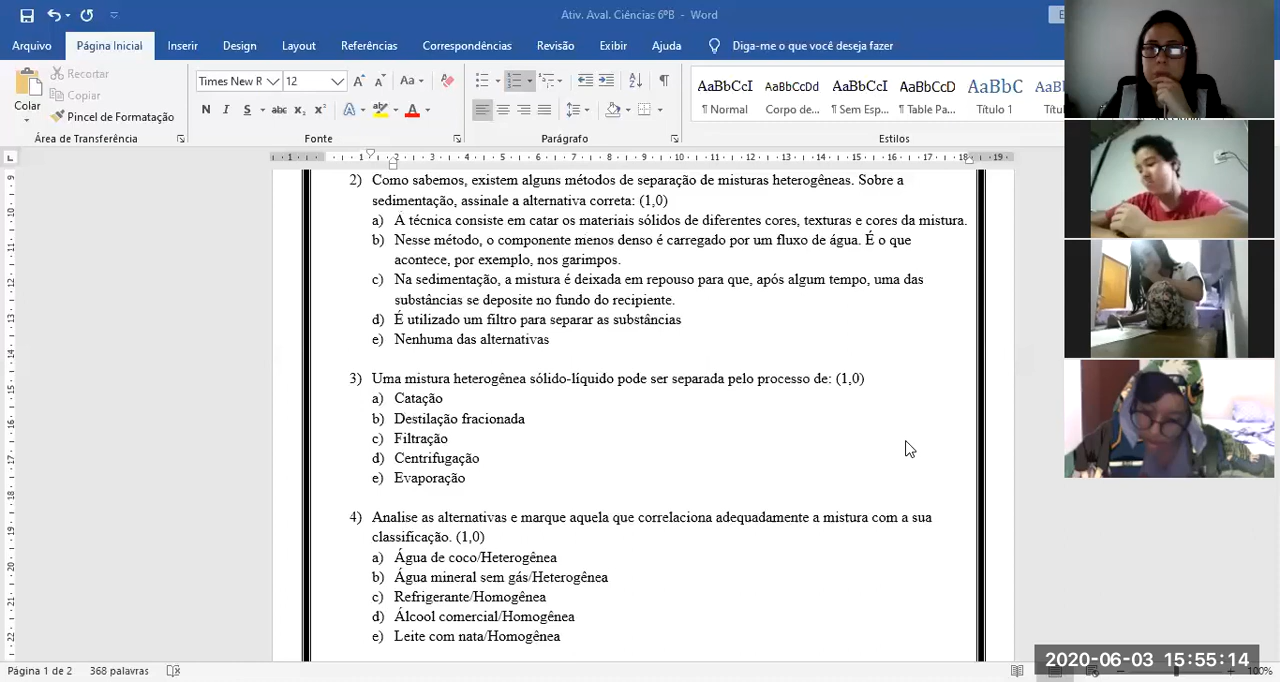 Ativ. Aval. Ciências 6ºB - Word
Arquivo Página Inicial Inserir Design Layout Referências Correspondências Revisão Exibir Ajuda Diga-me o que você deseja fazer
Colar
Recortar
Copiar
Pincel de Formatação
Área de Transferência
Times New R 12
Fonte
Parágrafo
AaBbCcI AaBbCcDd AaBbCcI AaBbCcD AaBbC AaBb
¶ Normal Corpo de... ¶ Sem Esp... ¶ Table Pa... Título 1
Estilos
2) Como sabemos, existem alguns métodos de separação de misturas heterogêneas. Sobre a
sedimentação, assinale a alternativa correta: (1,0)
a) A técnica consiste em catar os materiais sólidos de diferentes cores, texturas e cores da mistura.
b) Nesse método, o componente menos denso é carregado por um fluxo de água. É o que
acontece, por exemplo, nos garimpos.
c) Na sedimentação, a mistura é deixada em repouso para que, após algum tempo, uma das
substâncias se deposite no fundo do recipiente.
d) É utilizado um filtro para separar as substâncias
e) Nenhuma das alternativas
3) Uma mistura heterogênea sólido-líquido pode ser separada pelo processo de: (1,0)
a) Catação
b) Destilação fracionada
c) Filtração
d) Centrifugação
e) Evaporação
4) Analise as alternativas e marque aquela que correlaciona adequadamente a mistura com a sua
classificação. (1,0)
a) Água de coco/Heterogênea
b) Água mineral sem gás/Heterogênea
c) Refrigerante/Homogênea
d) Álcool comercial/Homogênea
e) Leite com nata/Homogênea
Página 1 de 2 368 palavras
100%
2020-06-03 15:55:14